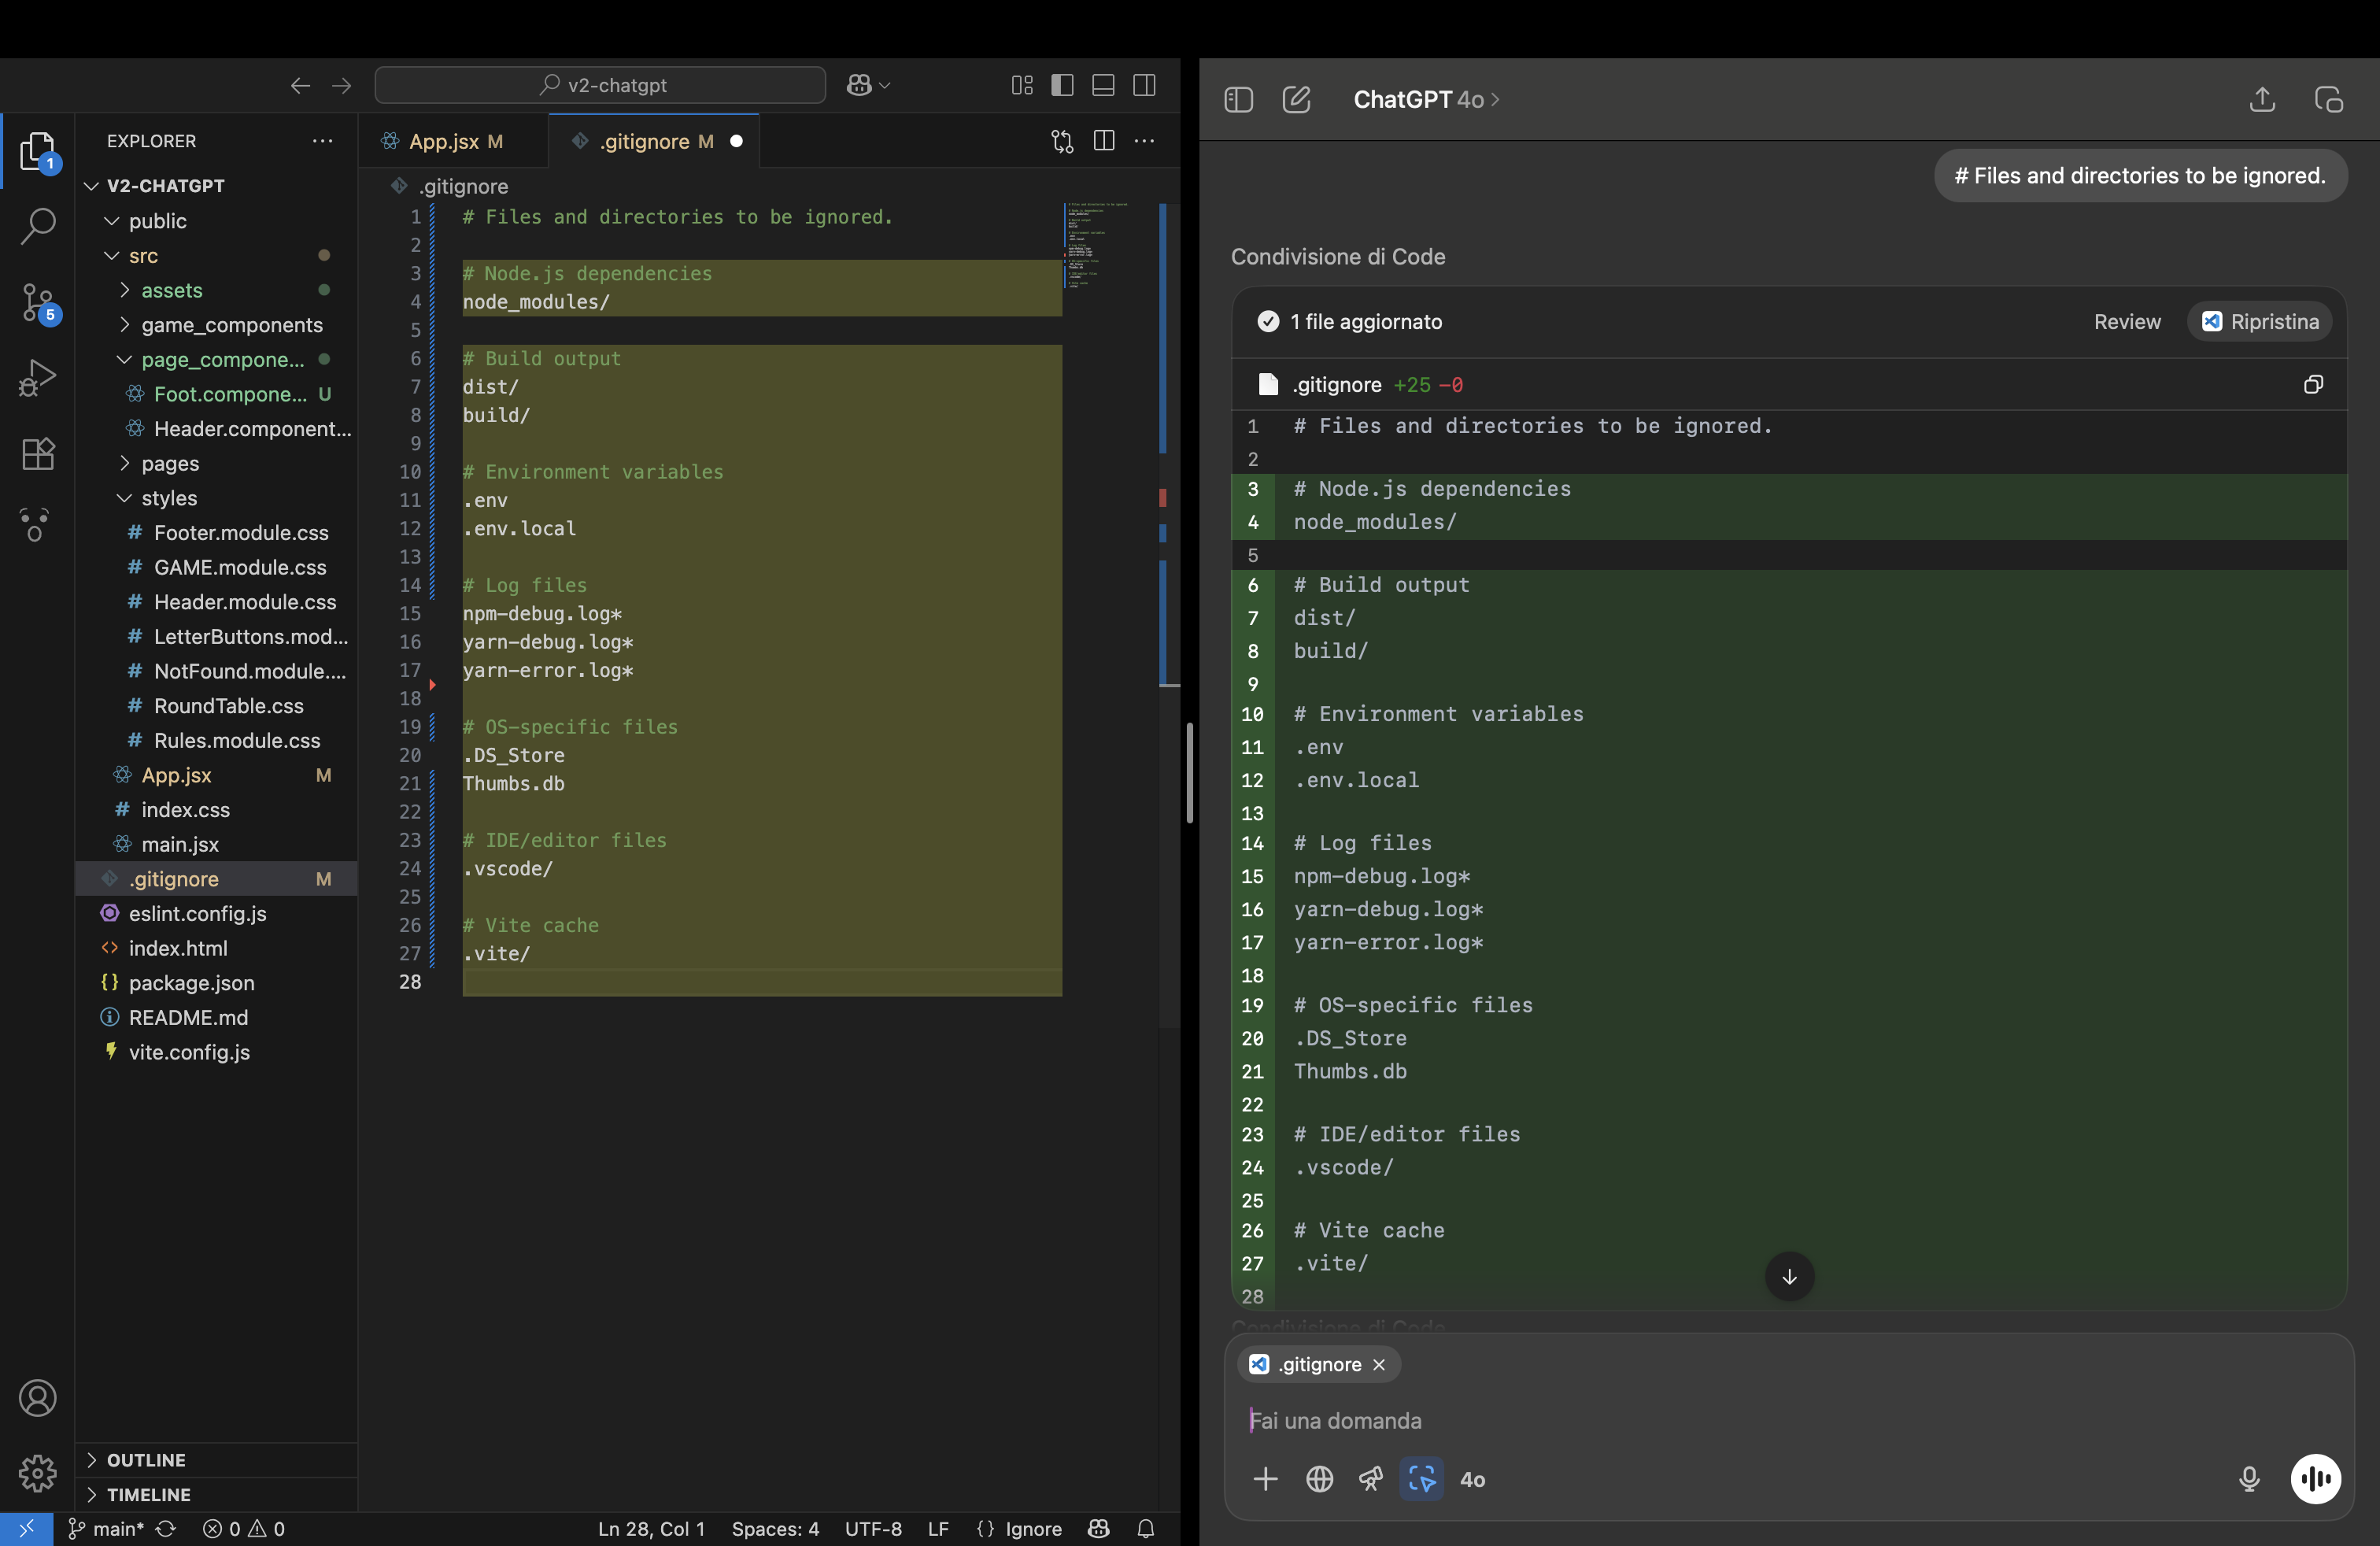 v2-chatgpt
EXPLORER
V2-CHATGPT
public
src
assets
game_components
page_compone...
Foot.compone... U
Header.component...
pages
styles
# Footer.module.css
# GAME.module.css
# Header.module.css
# LetterButtons.mod...
# NotFound.module....
# RoundTable.css
# Rules.module.css
App.jsx M
# index.css
main.jsx
.gitignore M
eslint.config.js
<> index.html
{} package.json
README.md
vite.config.js
OUTLINE
TIMELINE
1
5
App.jsx M
.gitignore M
.gitignore
1 # Files and directories to be ignored.
2
3 # Node.js dependencies
4 node_modules/
5
6 # Build output
7 dist/
8 build/
9
10 # Environment variables
11 .env
12 .env.local
13
14 # Log files
15 npm-debug.log*
16 yarn-debug.log*
17 yarn-error.log*
18
19 # OS-specific files
20 .DS_Store
21 Thumbs.db
22
23 # IDE/editor files
24 .vscode/
25
26 # Vite cache
27 .vite/
28
main* 0 0 Ln 28, Col 1 Spaces: 4 UTF-8 LF {} Ignore
ChatGPT 4o >
# Files and directories to be ignored.
Condivisione di Code
1 file aggiornato Review Ripristina
.gitignore +25 -0
1 # Files and directories to be ignored.
2
3 # Node.js dependencies
4 node_modules/
5
6 # Build output
7 dist/
8 build/
9
10 # Environment variables
11 .env
12 .env.local
13
14 # Log files
15 npm-debug.log*
16 yarn-debug.log*
17 yarn-error.log*
18
19 # OS-specific files
20 .DS_Store
21 Thumbs.db
22
23 # IDE/editor files
24 .vscode/
25
26 # Vite cache
27 .vite/
28
Condivisione di Code
.gitignore ×
Fai una domanda
4o